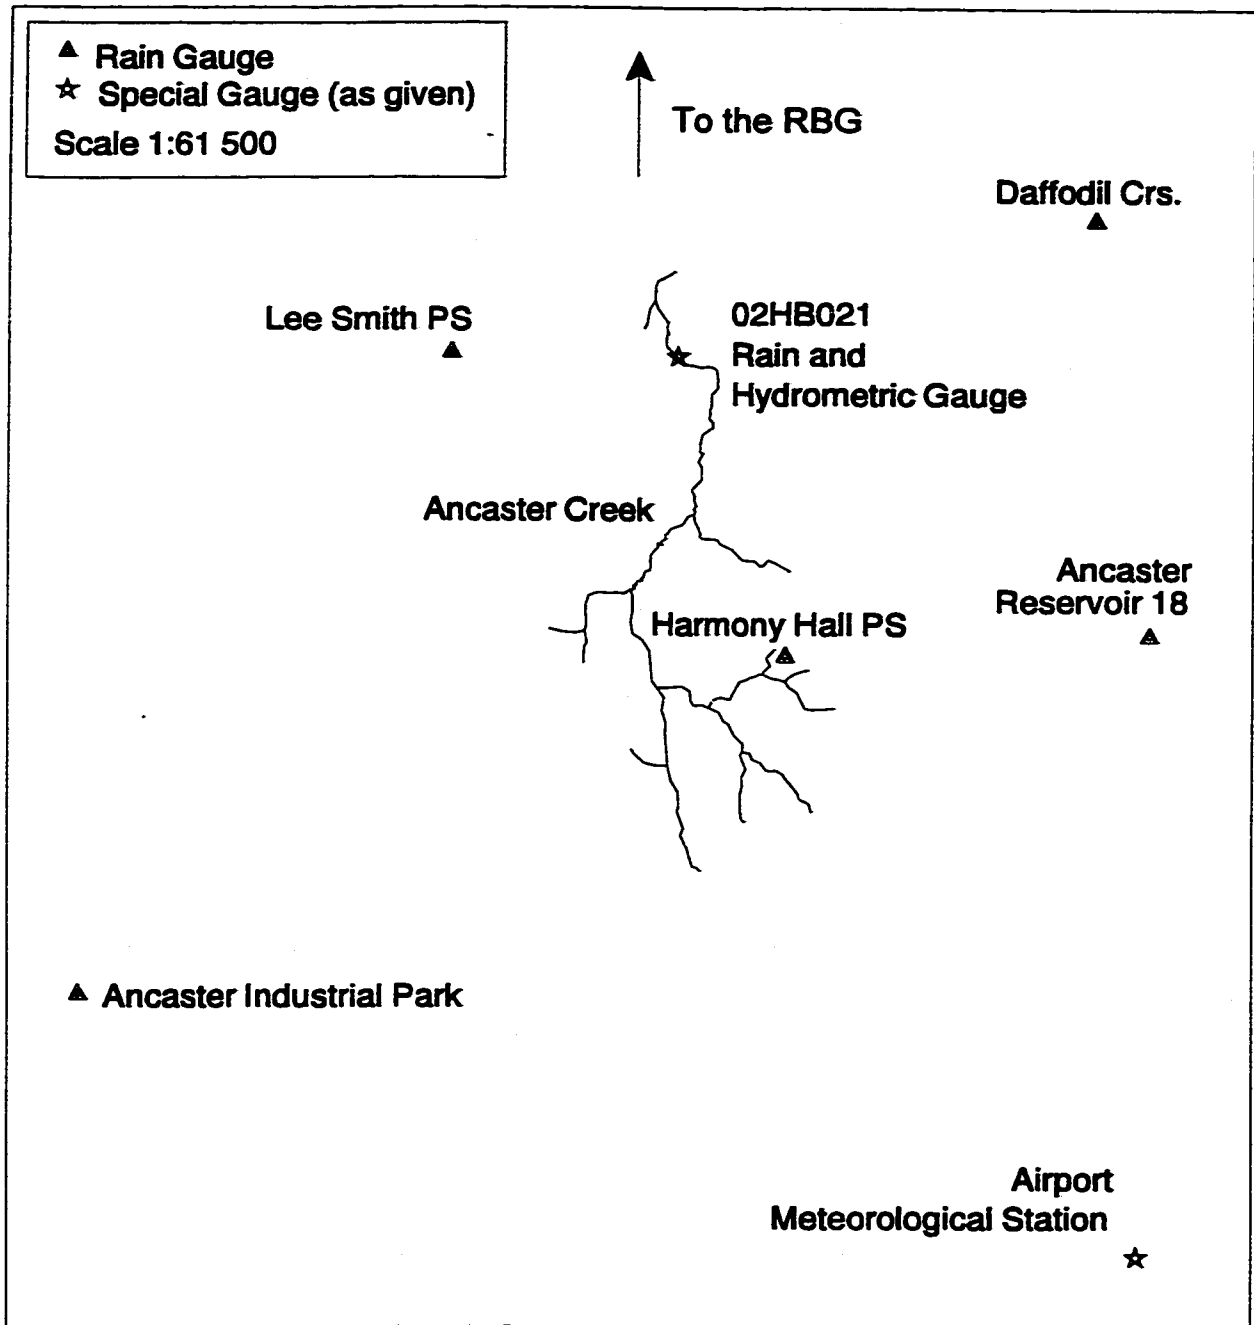 Rain Gauge
Special Gauge (as given)
Scale 1:61 500
To the RBG
Daffodil Crs.
Lee Smith PS
02HB021
Rain and
Hydrometric Gauge
Ancaster Creek
Ancaster
Reservoir 18
Harmony Hall PS
Ancaster Industrial Park
Airport
Meteorological Station